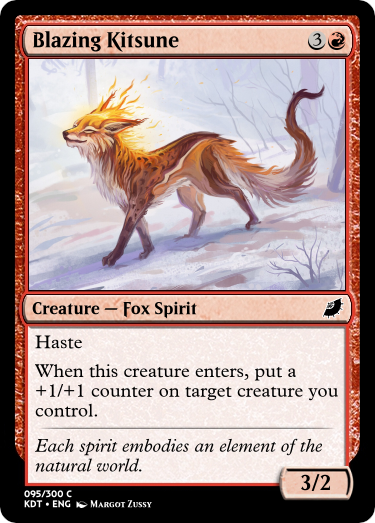 Blazing Kitsune 3
Creature — Fox Spirit
Haste
When this creature enters, put a
+1/+1 counter on target creature you
control.
Each spirit embodies an element of the
natural world.
3/2
095/300 C
KDT • ENG Margot Zussy